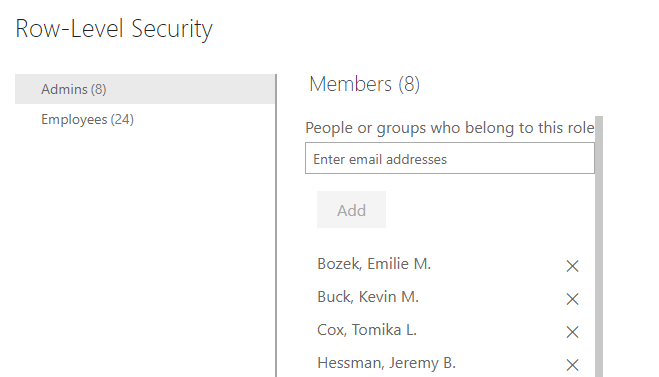 Row-Level Security
Admins (8)
Employees (24)
Members (8)
People or groups who belong to this role
Enter email addresses
Add
Bozek, Emilie M.
Buck, Kevin M.
Cox, Tomika L.
Hessman, Jeremy B.